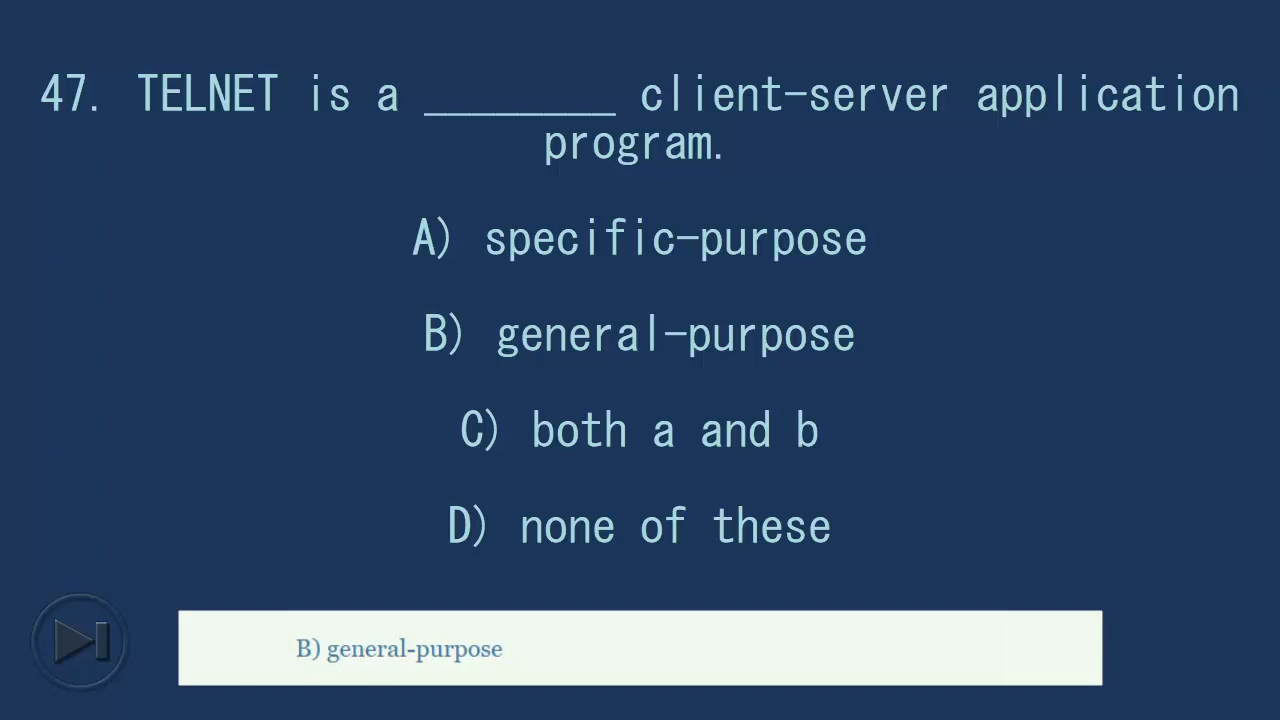 47. TELNET is a ________ client-server application
program.
A) specific-purpose
B) general-purpose
C) both a and b
D) none of these
B) general-purpose